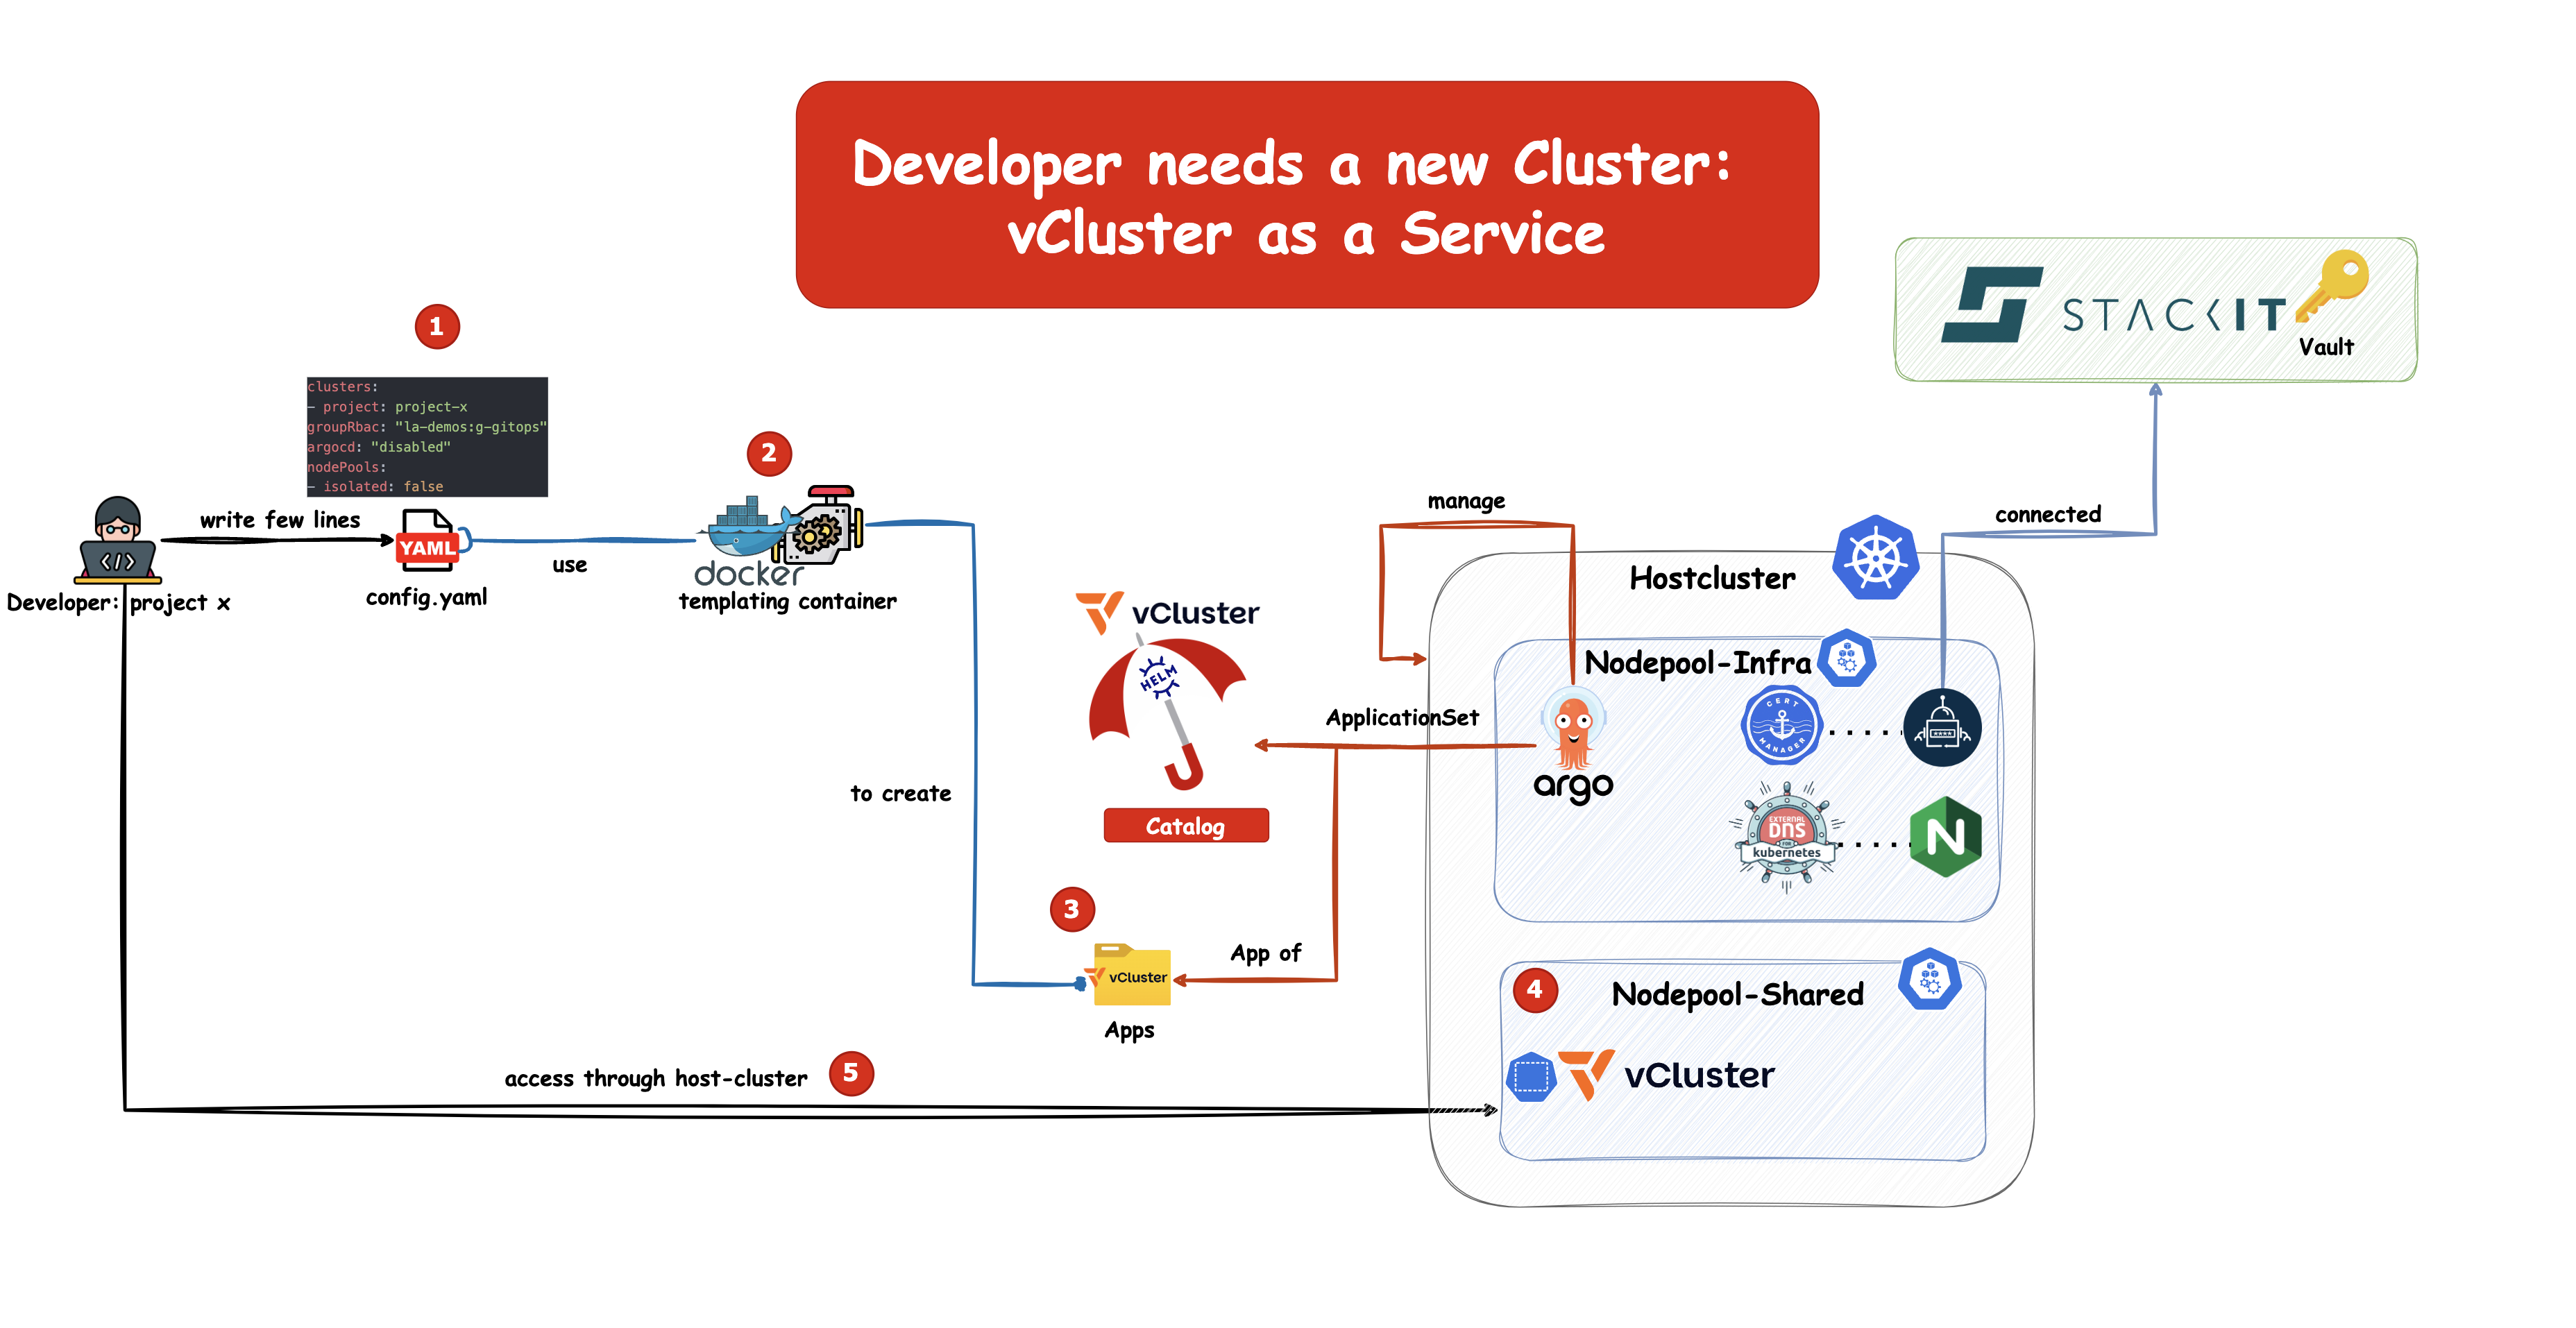 Developer needs a new Cluster:
vCluster as a Service
STACKIT
Vault
1
clusters:
- project: project-x
groupRbac: "la-demos:g-gitops"
argocd: "disabled"
nodePools:
- isolated: false
2
write few lines
YAML
config.yaml
</>
Developer: project x
use
docker
templating container
manage
connected
Hostcluster
vCluster
HELM
Catalog
ApplicationSet
Nodepool-Infra
argo
CERT
MANAGER
****
EXTERNAL
DNS
FOR
kubernetes
N
to create
3
vCluster
Apps
App of
4
Nodepool-Shared
vCluster
access through host-cluster
5